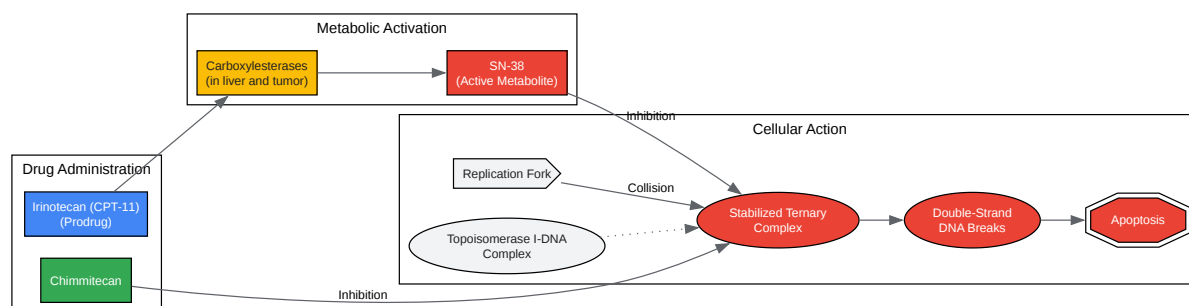 Metabolic Activation
Carboxylesterases
(in liver and tumor)
SN-38
(Active Metabolite)
Inhibition
Cellular Action
Drug Administration
Irinotecan (CPT-11)
(Prodrug)
Chimmitecan
Replication Fork
Collision
Topoisomerase I-DNA
Complex
Stabilized Ternary
Complex
Double-Strand
DNA Breaks
Apoptosis
Inhibition